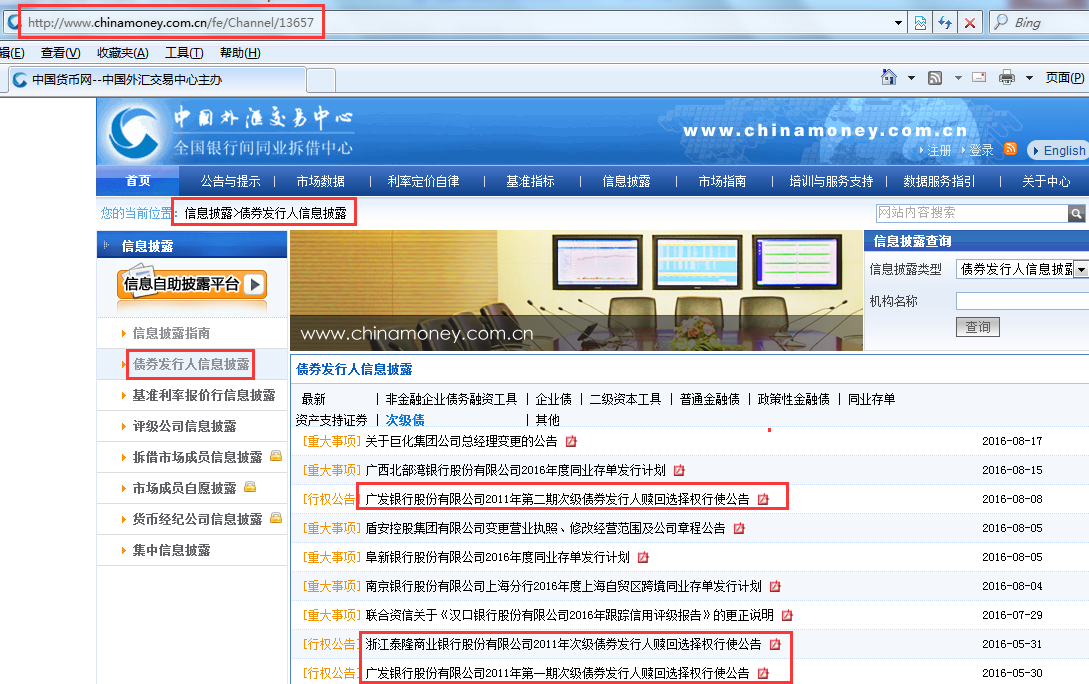 http://www.chinamoney.com.cn/fe/Channel/13657
Bing
辑(E) 查看(V) 收藏夹(A) 工具(T) 帮助(H)
中国货币网--中国外汇交易中心主办
页面(P)
中国外汇交易中心
全国银行间同业拆借中心
www.chinamoney.com.cn
注册 登录 English
首页 公告与提示 市场数据 利率定价自律 基准指标 信息披露 市场指南 培训与服务支持 数据服务指引 关于中心
您的当前位置: 信息披露>债券发行人信息披露
网站内容搜索
信息披露
信息自助披露平台
信息披露指南
债券发行人信息披露
基准利率报价行信息披露
评级公司信息披露
拆借市场成员信息披露
市场成员自愿披露
货币经纪公司信息披露
集中信息披露
www.chinamoney.com.cn
信息披露查询
信息披露类型 债券发行人信息披露
机构名称
查询
债券发行人信息披露
最新 | 非金融企业债务融资工具 | 企业债 | 二级资本工具 | 普通金融债 | 政策性金融债 | 同业存单
资产支持证券 | 次级债 | 其他
[重大事项] 关于巨化集团公司总经理变更的公告 2016-08-17
[重大事项] 广西北部湾银行股份有限公司2016年度同业存单发行计划 2016-08-15
[行权公告] 广发银行股份有限公司2011年第二期次级债券发行人赎回选择权行使公告 2016-08-08
[重大事项] 盾安控股集团有限公司变更营业执照、修改经营范围及公司章程公告 2016-08-05
[重大事项] 阜新银行股份有限公司2016年度同业存单发行计划 2016-08-05
[重大事项] 南京银行股份有限公司上海分行2016年度上海自贸区跨境同业存单发行计划 2016-08-04
[重大事项] 联合资信关于《汉口银行股份有限公司2016年跟踪信用评级报告》的更正说明 2016-07-29
[行权公告] 浙江泰隆商业银行股份有限公司2011年次级债券发行人赎回选择权行使公告 2016-05-31
[行权公告] 广发银行股份有限公司2011年第一期次级债券发行人赎回选择权行使公告 2016-05-30